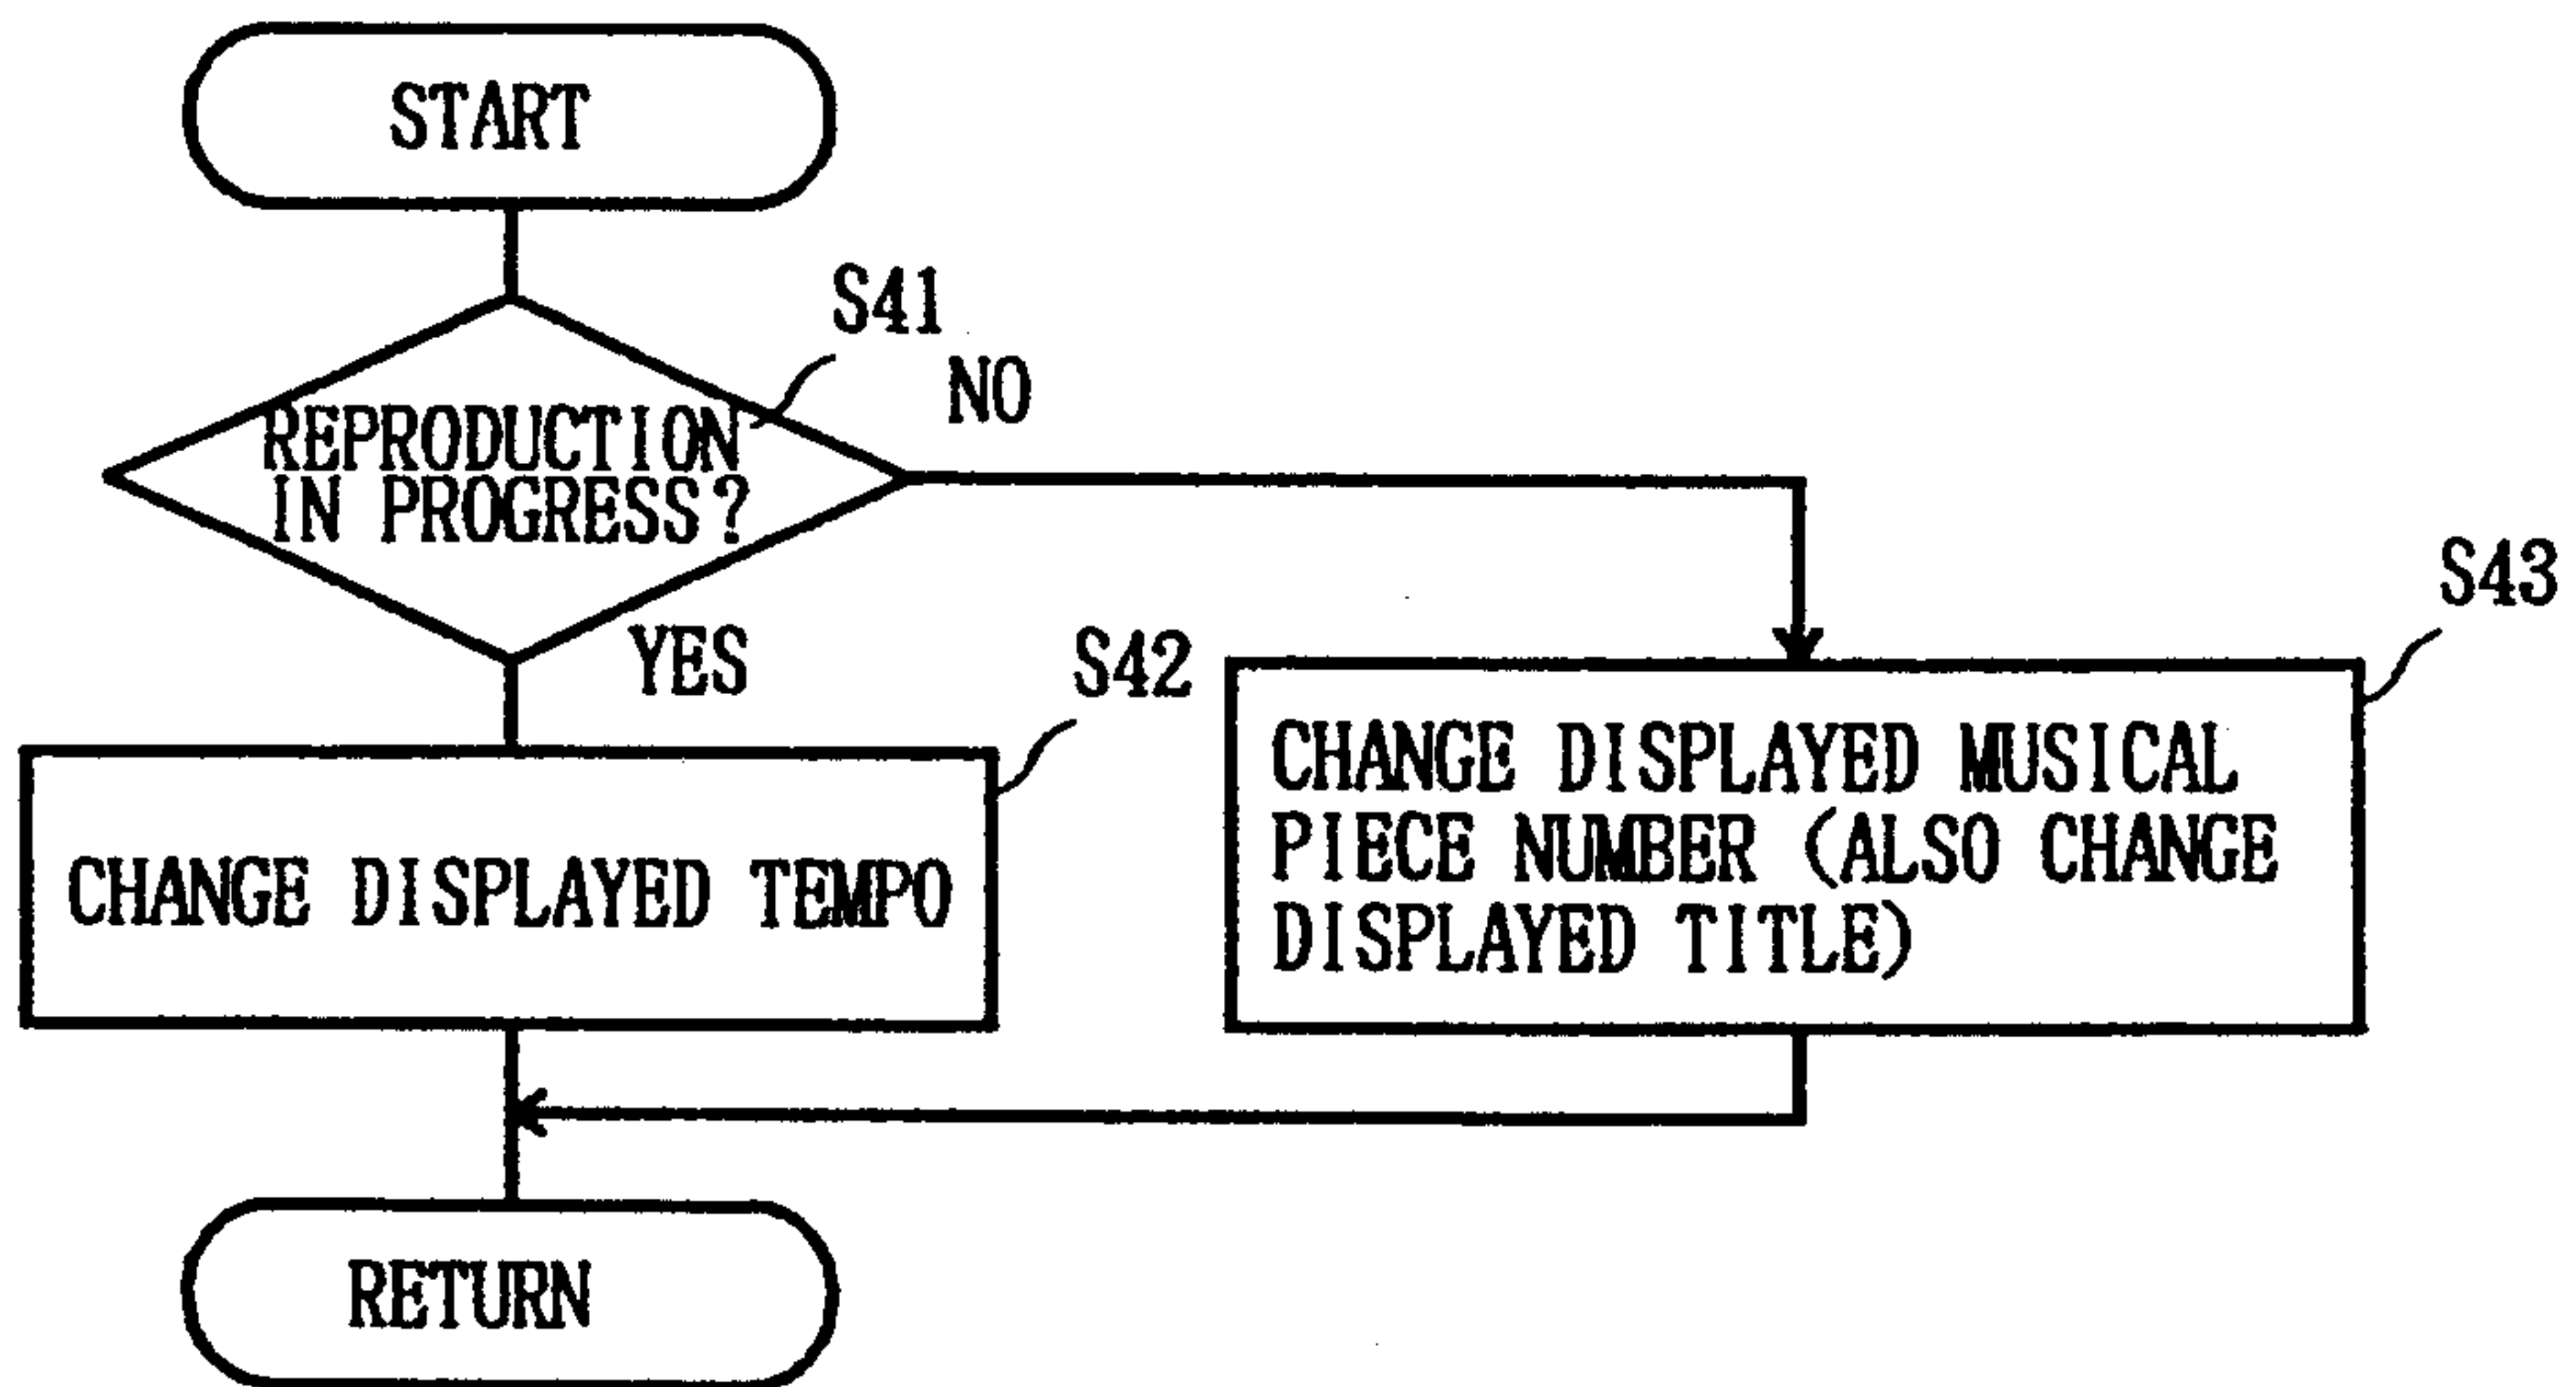 START
S41
NO
REPRODUCTION
IN PROGRESS?
YES
S42
S43
CHANGE DISPLAYED TEMPO
CHANGE DISPLAYED MUSICAL
PIECE NUMBER (ALSO CHANGE
DISPLAYED TITLE)
RETURN